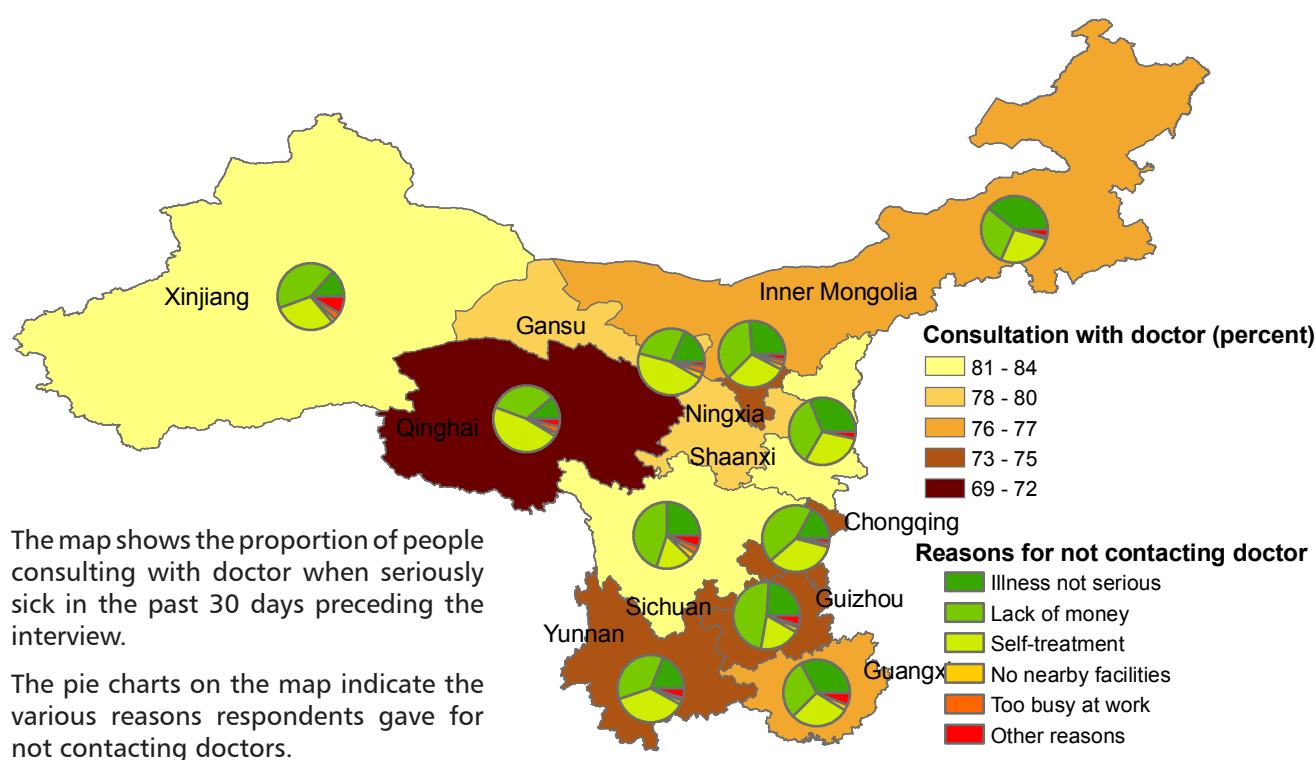 Xinjiang
Gansu
Inner Mongolia
Qinghai
Ningxia
Shaanxi
Chongqing
Sichuan
Guizhou
Yunnan
Guangxi
Consultation with doctor (percent)
81 - 84
78 - 80
76 - 77
73 - 75
69 - 72
Reasons for not contacting doctor
Illness not serious
Lack of money
Self-treatment
No nearby facilities
Too busy at work
Other reasons
The map shows the proportion of people
consulting with doctor when seriously
sick in the past 30 days preceding the
interview.
The pie charts on the map indicate the
various reasons respondents gave for
not contacting doctors.